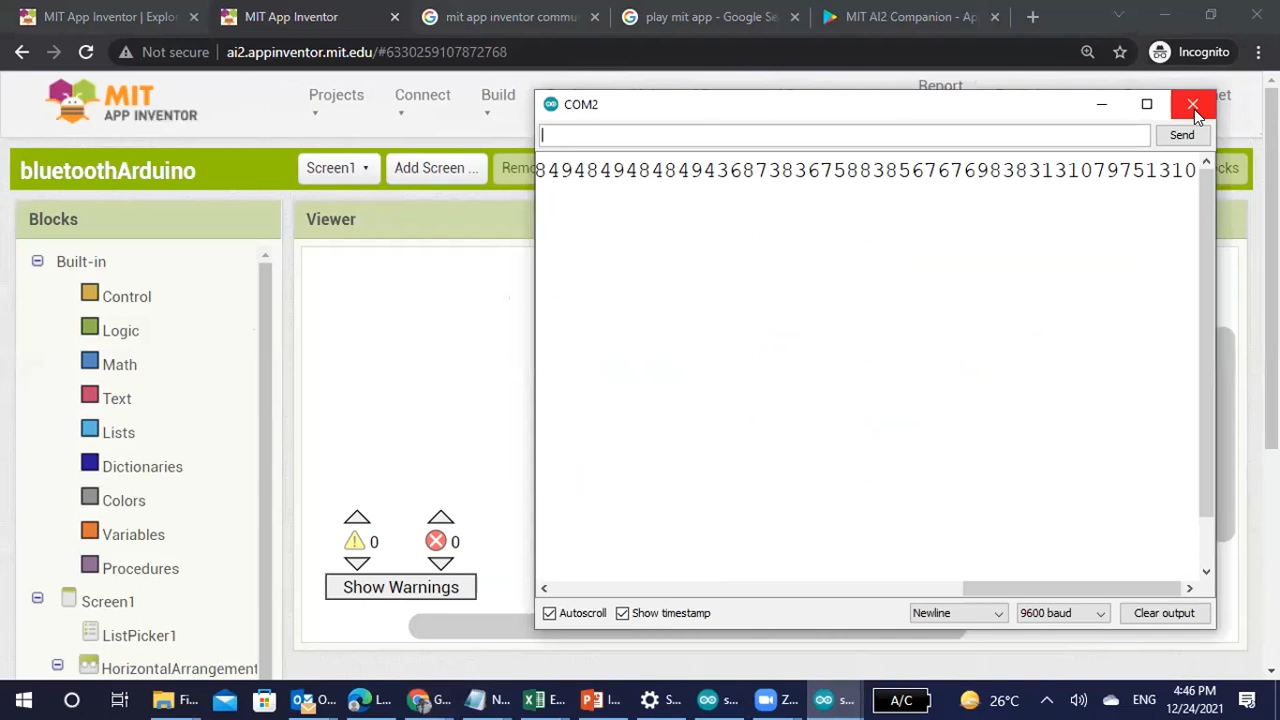 MIT App Inventor | Explo
MIT App Inventor
mit app inventor commu
play mit app - Google Se
MIT AI2 Companion - Ap
Not secure
ai2.appinventor.mit.edu/#6330259107872768
Incognito
MIT
APP INVENTOR
Projects
Connect
Build
Report
COM2
Send
bluetoothArduino
Screen1
Add Screen ...
Remo
849484948484943687383675883856767698383131079751310
Blocks
Viewer
Built-in
Control
Logic
Math
Text
Lists
Dictionaries
Colors
Variables
Procedures
Screen1
ListPicker1
HorizontalArrangement
0
0
Show Warnings
Autoscroll
Show timestamp
Newline
9600 baud
Clear output
Fi...
O...
L...
G...
N...
E...
I...
S...
s...
Z...
s...
A/C
26°C
ENG
4:46 PM
12/24/2021